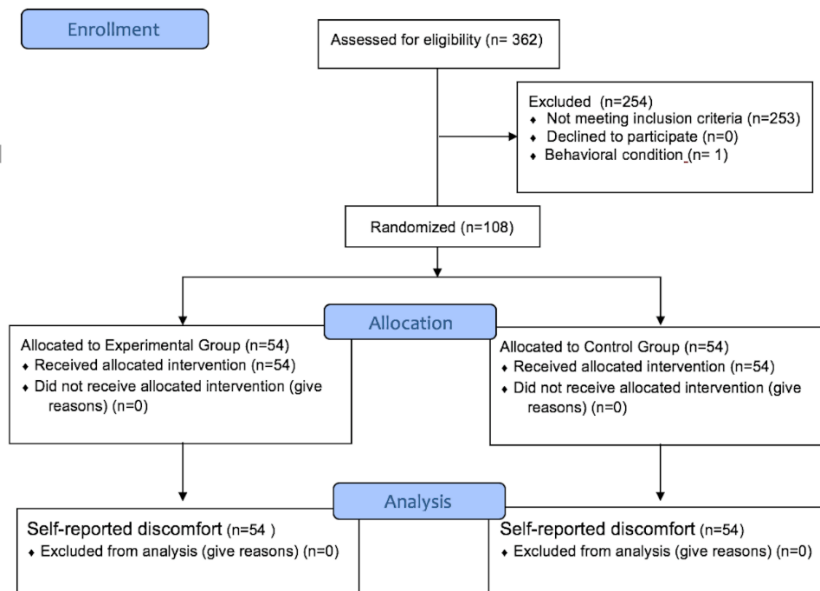 Enrollment
Assessed for eligibility (n= 362)
Excluded (n=254)
♦ Not meeting inclusion criteria (n=253)
♦ Declined to participate (n=0)
♦ Behavioral condition (n= 1)
Randomized (n=108)
Allocation
Allocated to Experimental Group (n=54)
♦ Received allocated intervention (n=54)
♦ Did not receive allocated intervention (give
reasons) (n=0)
Allocated to Control Group (n=54)
♦ Received allocated intervention (n=54)
♦ Did not receive allocated intervention (give
reasons) (n=0)
Analysis
Self-reported discomfort (n=54 )
♦ Excluded from analysis (give reasons) (n=0)
Self-reported discomfort (n=54)
♦ Excluded from analysis (give reasons) (n=0)